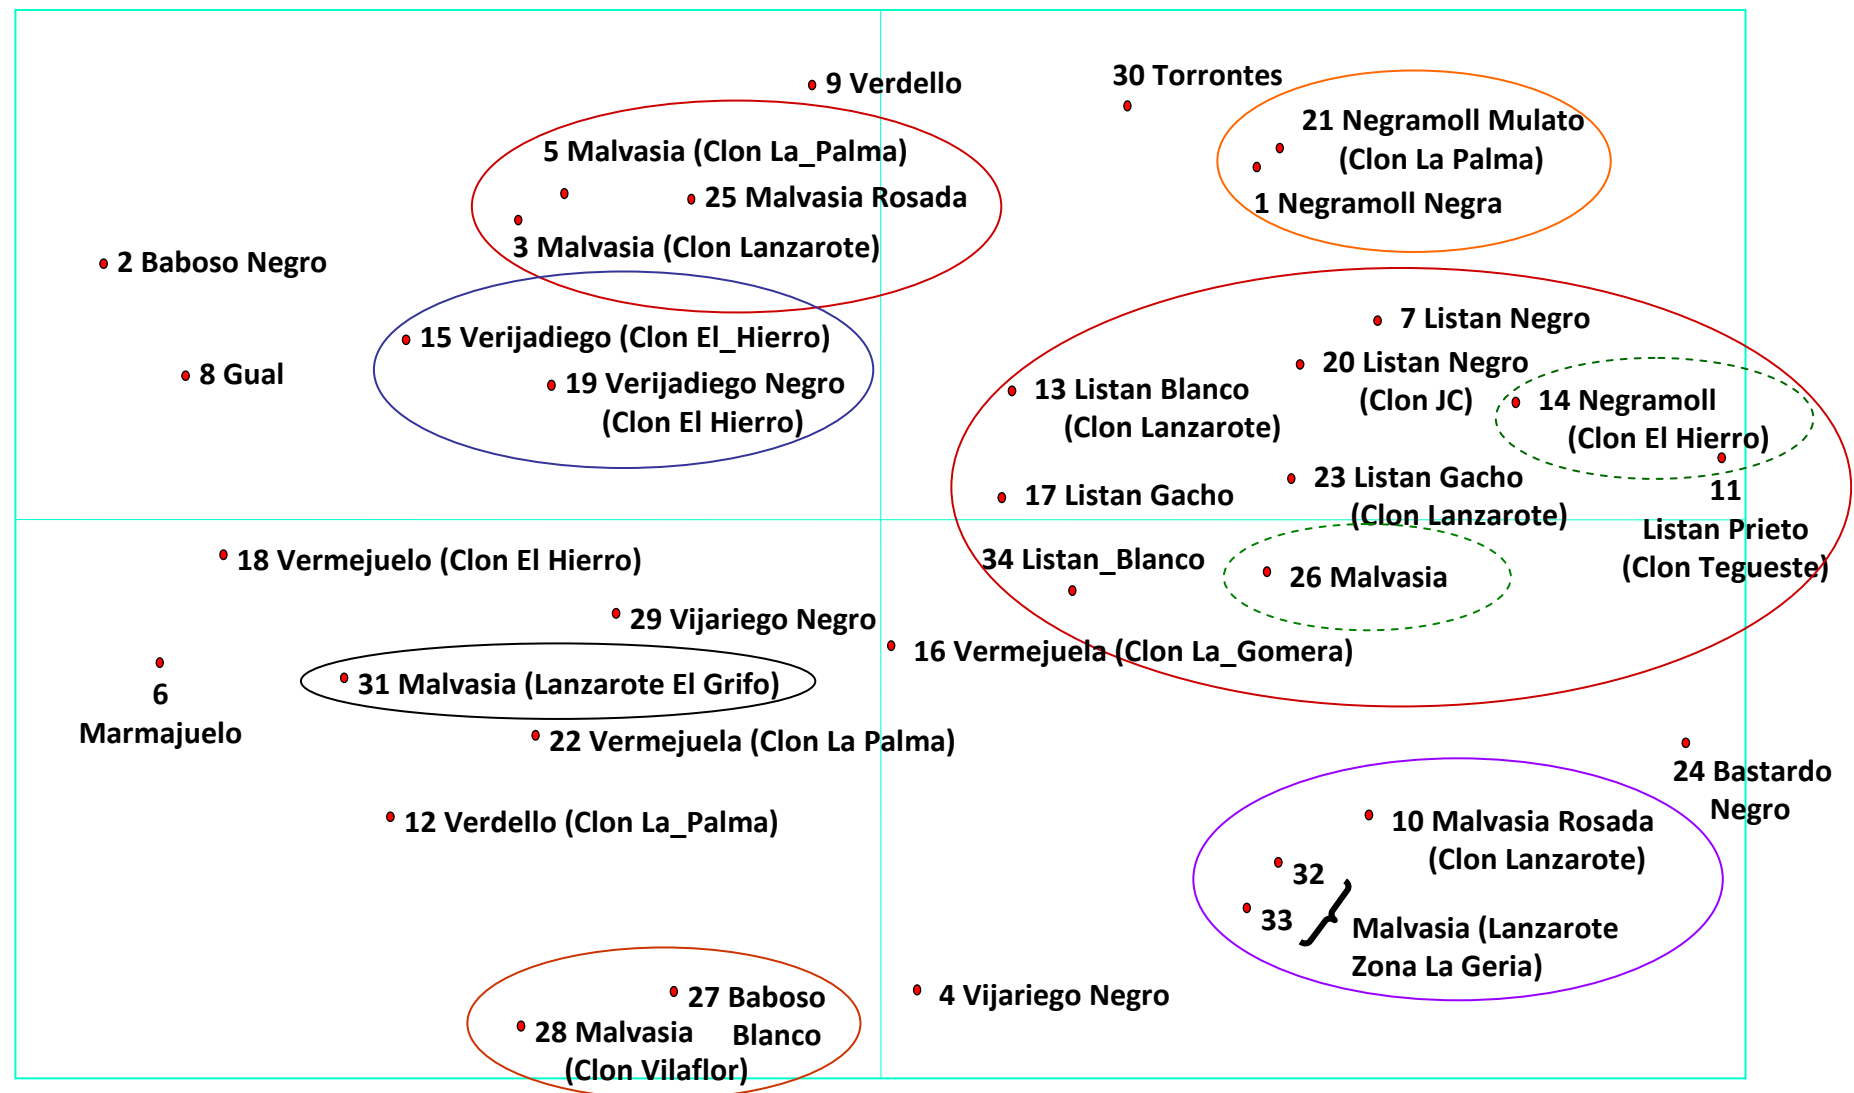 9 Verdello
30 Torrontes
21 Negramoll Mulato
(Clon La Palma)
1 Negramoll Negra
5 Malvasia (Clon La_Palma)
25 Malvasia Rosada
3 Malvasia (Clon Lanzarote)
2 Baboso Negro
15 Verijadiego (Clon El_Hierro)
8 Gual
19 Verijadiego Negro
(Clon El Hierro)
7 Listan Negro
20 Listan Negro
(Clon JC)
13 Listan Blanco
(Clon Lanzarote)
14 Negramoll
(Clon El Hierro)
23 Listan Gacho
(Clon Lanzarote)
17 Listan Gacho
11
Listan Prieto
(Clon Tegueste)
34 Listan_Blanco
26 Malvasia
18 Vermejuelo (Clon El Hierro)
29 Vijariego Negro
16 Vermejuela (Clon La_Gomera)
6
Marmajuelo
31 Malvasia (Lanzarote El Grifo)
22 Vermejuela (Clon La Palma)
12 Verdello (Clon La_Palma)
24 Bastardo
Negro
10 Malvasia Rosada
(Clon Lanzarote)
32
33
Malvasia (Lanzarote
Zona La Geria)
4 Vijariego Negro
27 Baboso
Blanco
28 Malvasia
(Clon Vilaflor)